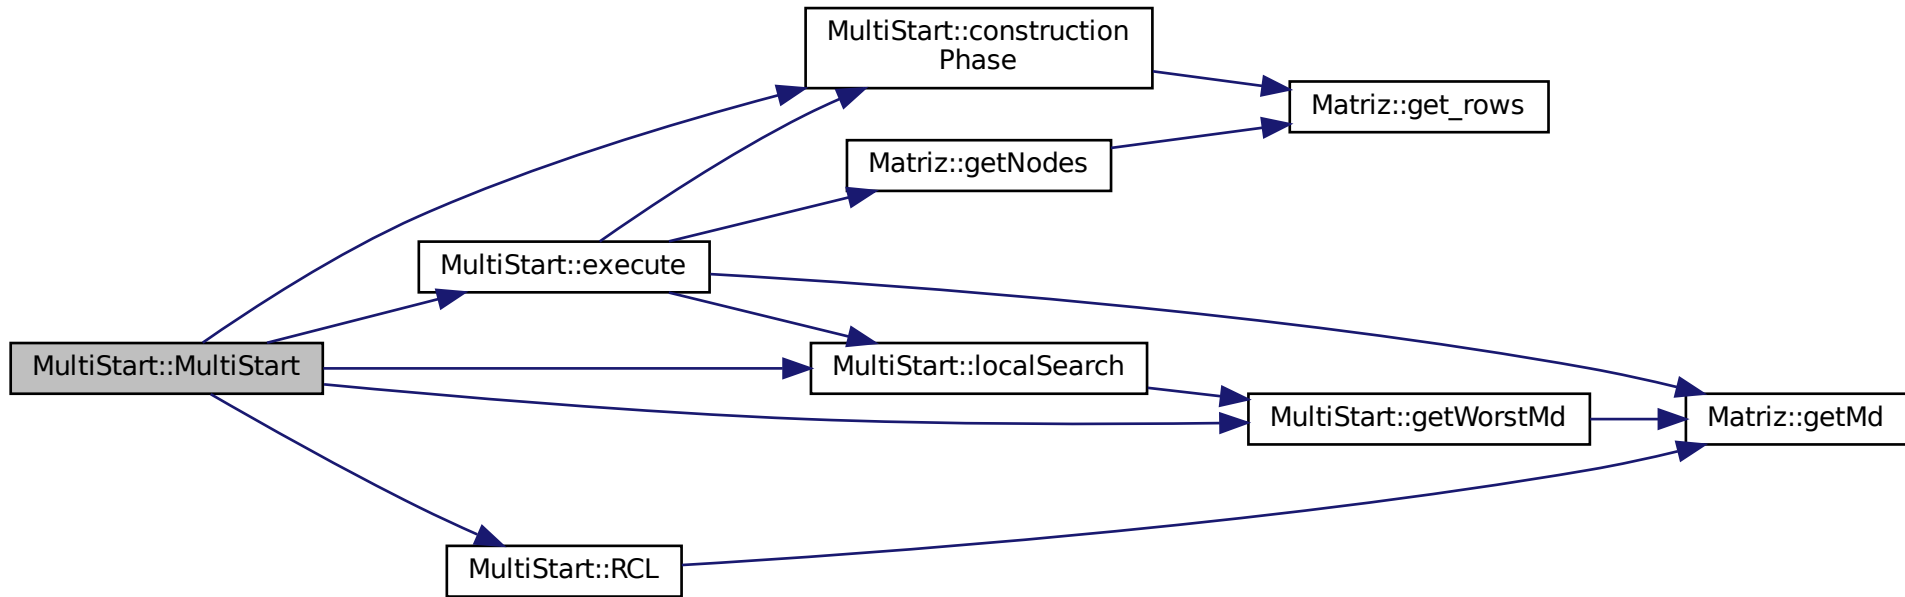 MultiStart::construction
Phase
Matriz::get_rows
Matriz::getNodes
MultiStart::execute
MultiStart::MultiStart
MultiStart::localSearch
MultiStart::getWorstMd
Matriz::getMd
MultiStart::RCL